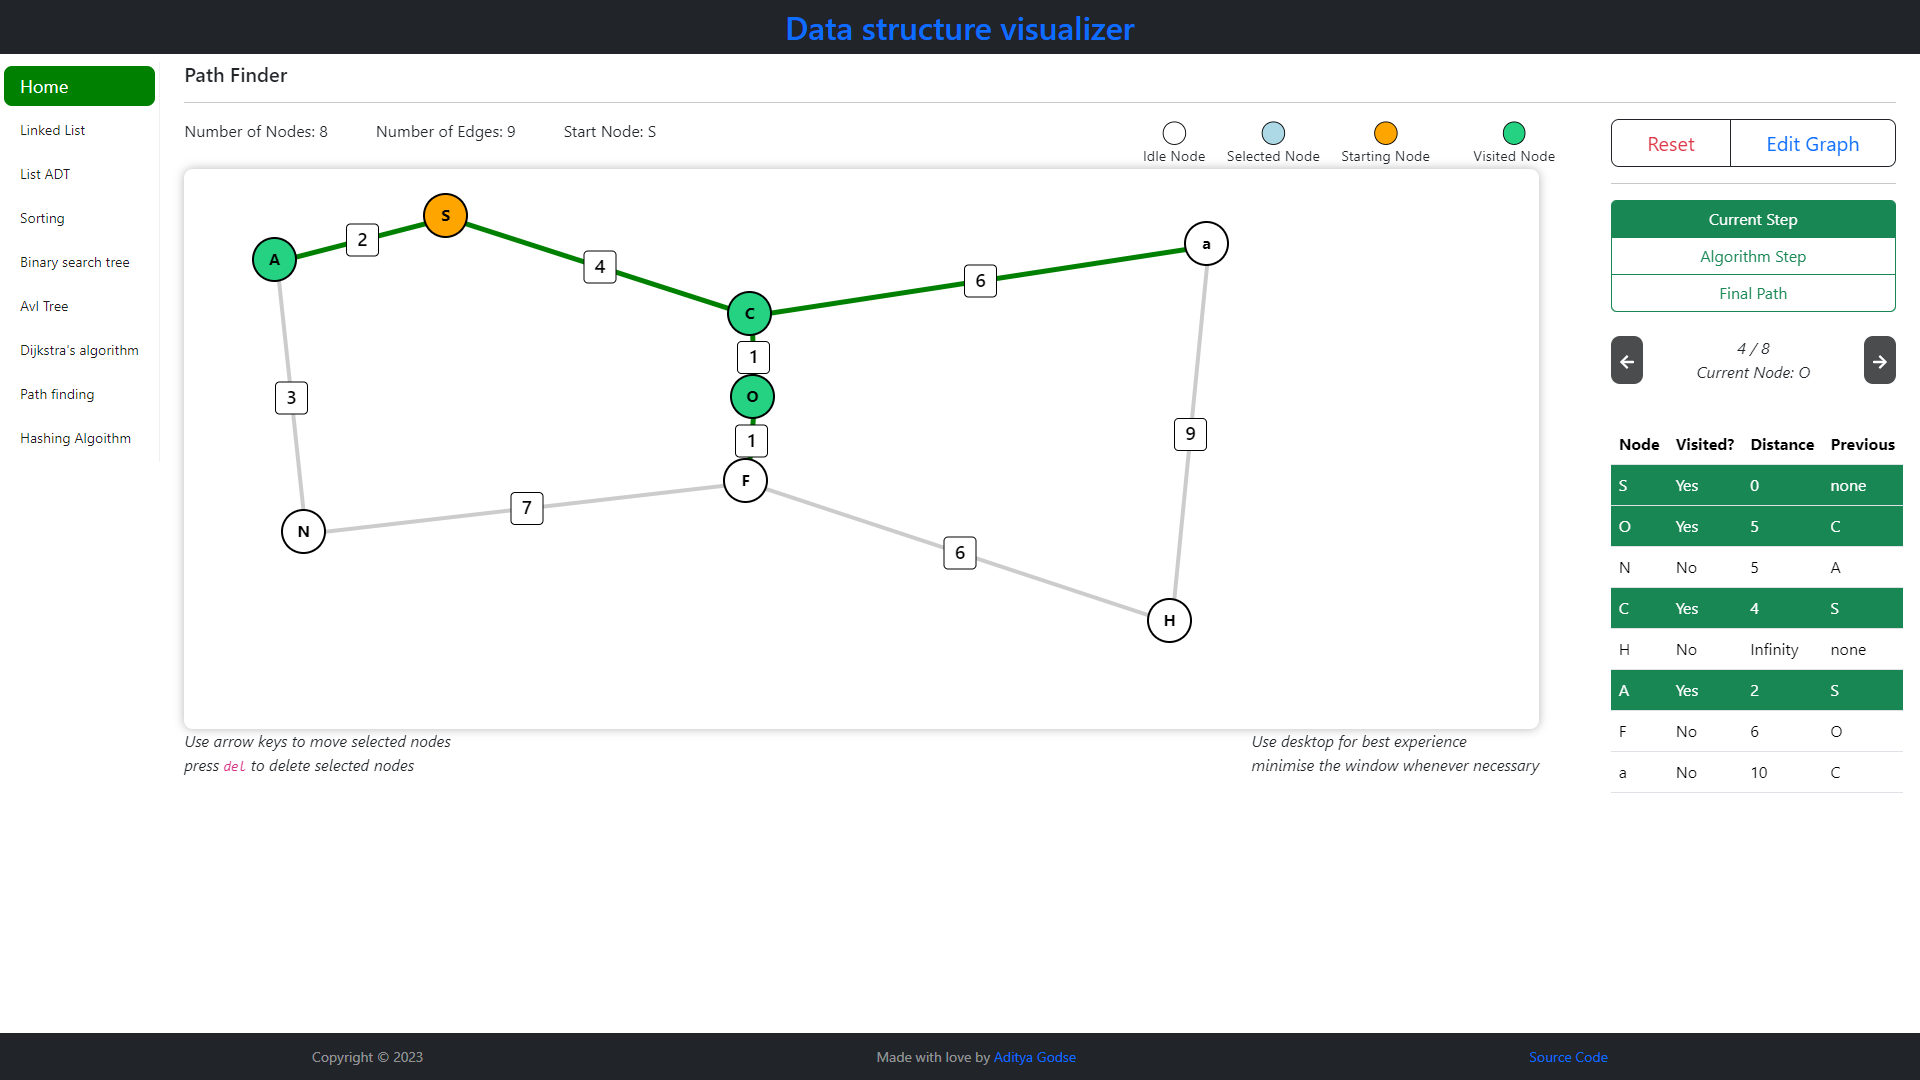 Data structure visualizer
Home
Linked List
List ADT
Sorting
Binary search tree
Avl Tree
Dijkstra's algorithm
Path finding
Hashing Algoithm
Path Finder
Number of Nodes: 8
Number of Edges: 9
Start Node: S
Idle Node
Selected Node
Starting Node
Visited Node
S
2
A
4
a
6
C
1
O
3
9
1
F
7
N
6
H
Use arrow keys to move selected nodes
press del to delete selected nodes
Use desktop for best experience
minimise the window whenever necessary
Reset
Edit Graph
Current Step
Algorithm Step
Final Path
4 / 8
Current Node: O
Node Visited? Distance Previous
S Yes 0 none
O Yes 5 C
N No 5 A
C Yes 4 S
H No Infinity none
A Yes 2 S
F No 6 O
a No 10 C
Copyright © 2023
Made with love by Aditya Godse
Source Code